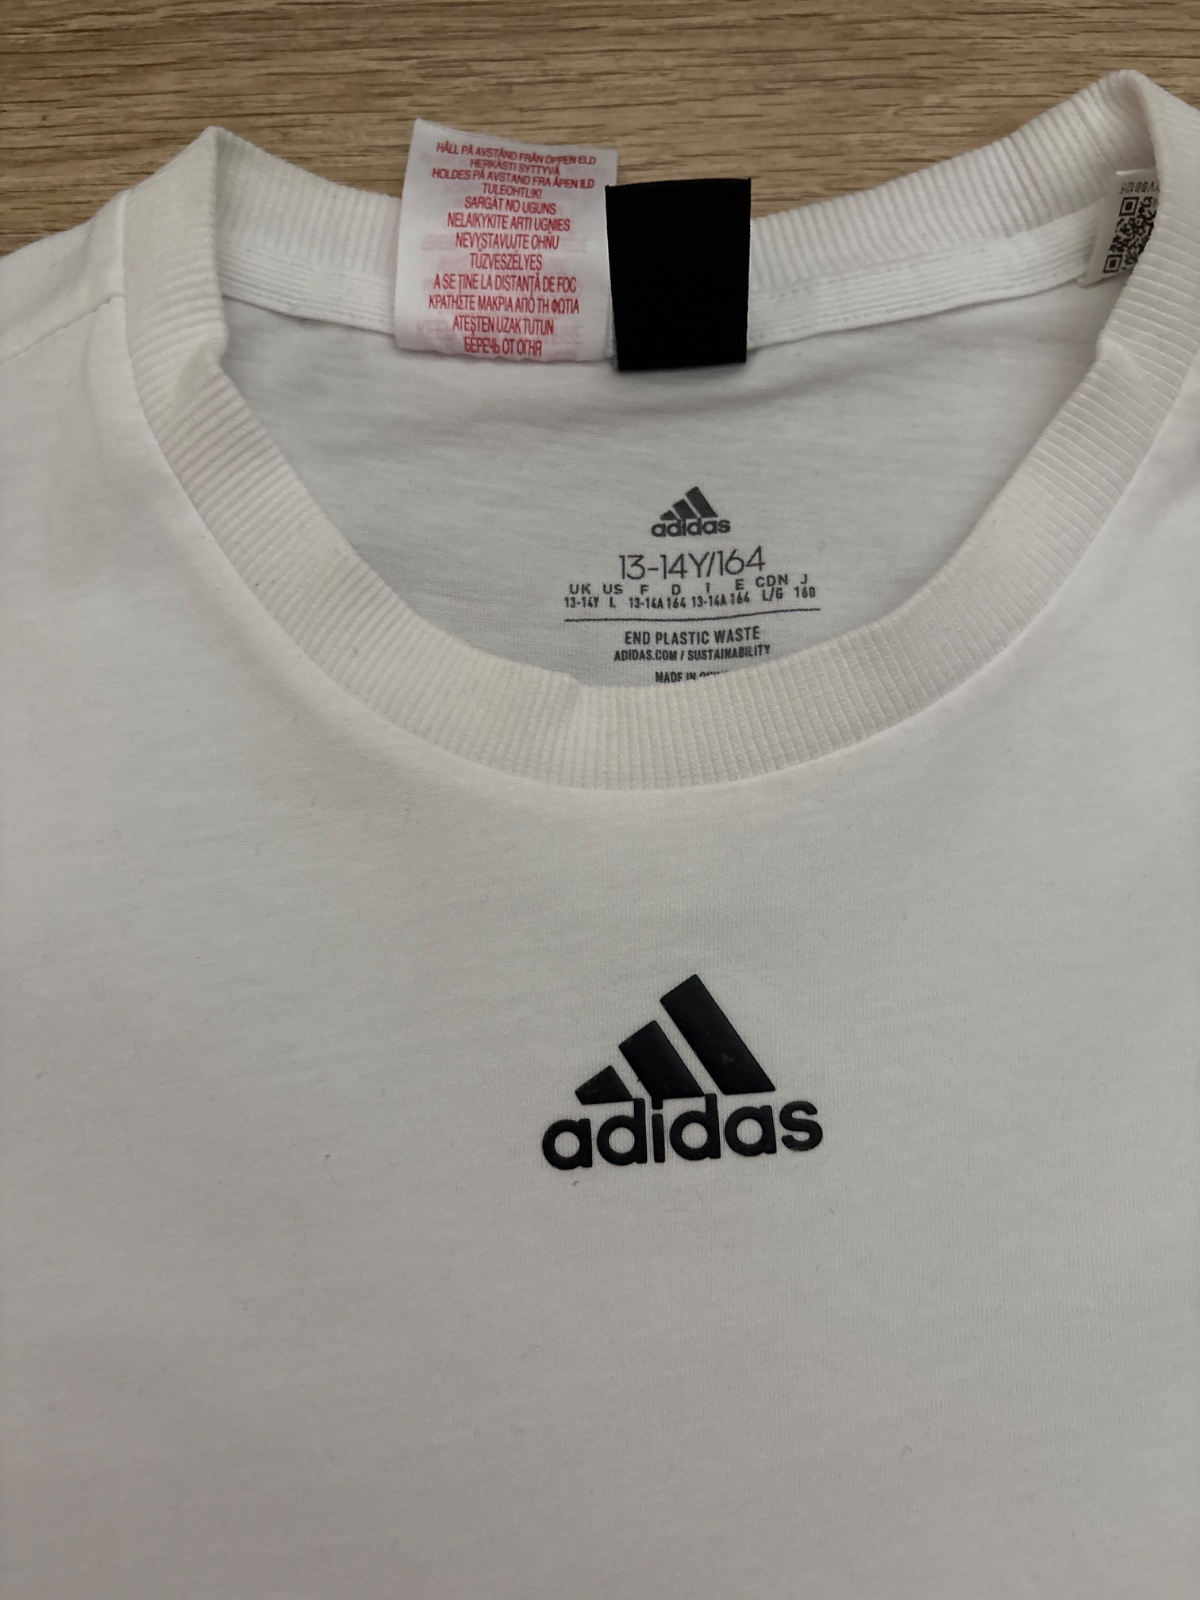 HÅLL PÅ AVSTÅND FRÅN ÖPPEN ELD
HERKÄSTI SYTTYVÄ
HOLDES PÅ AVSTAND FRA ÅPEN ILD
TULEOHTLIK!
SARGĀT NO UGUNS
NELAIKYKITE ARTI UGNIES
NEVYSTAVUJTE OHŇU
TŰZVESZÉLYES
A SE ȚINE LA DISTANȚĂ DE FOC
ΚΡΑΤΗΣΤΕ ΜΑΚΡΙΑ ΑΠΟ ΤΗ ΦΩΤΙΑ
ATEŞTEN UZAK TUTUN
БЕРЕЧЬ ОТ ОГНЯ
adidas
13-14Y/164
UK US F D I E CDN J
13-14Y L 13-14A 164 13-14A 164 L/G 160
END PLASTIC WASTE
ADIDAS.COM / SUSTAINABILITY
MADE IN
adidas